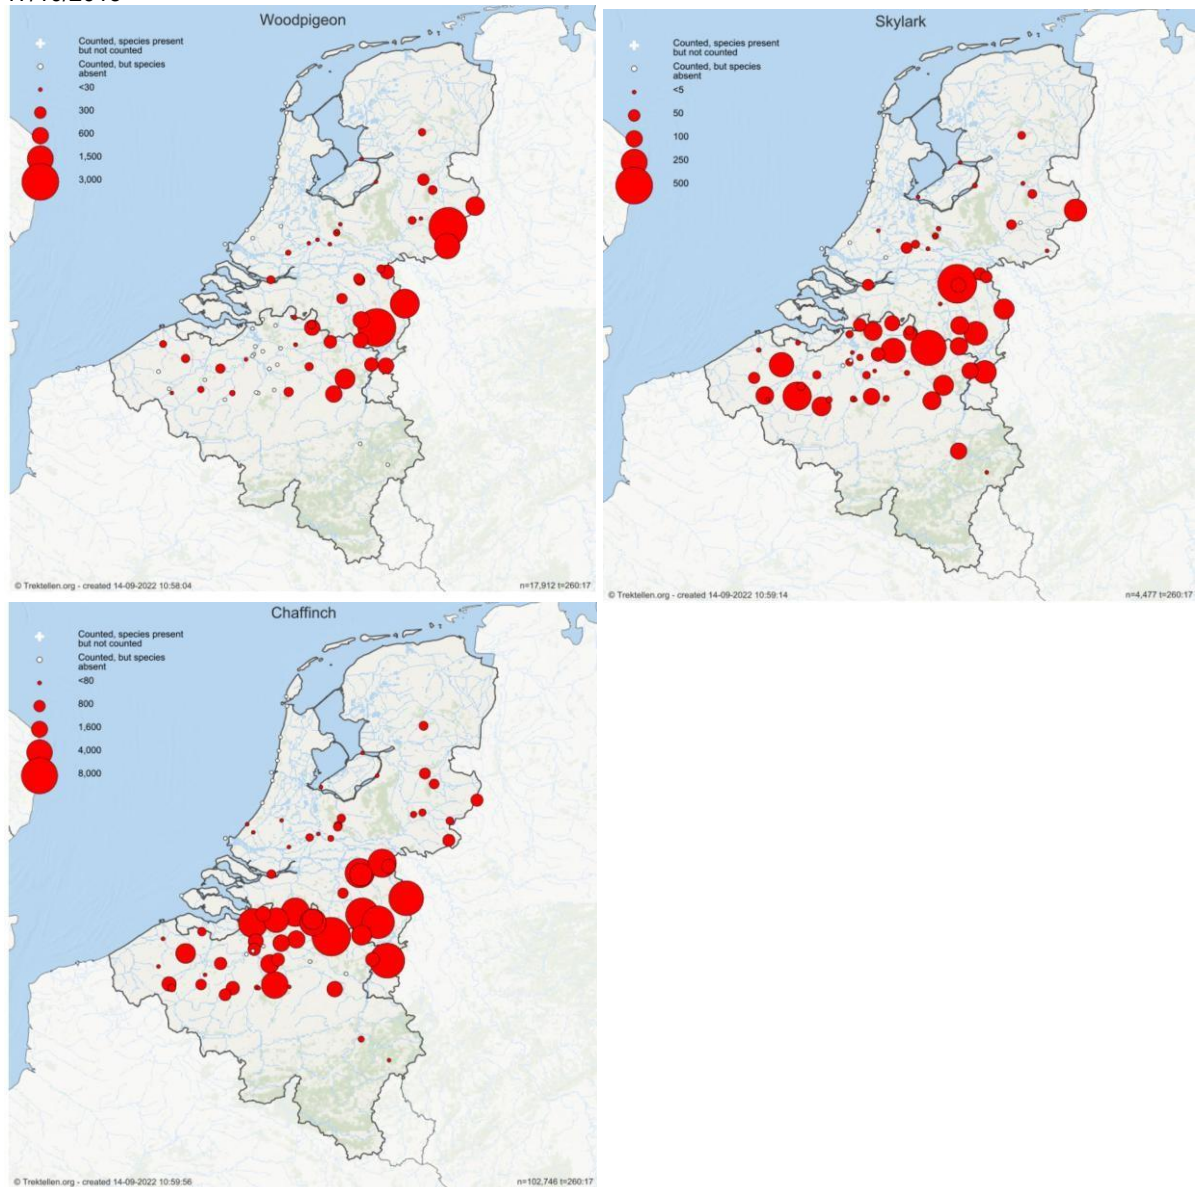 Woodpigeon
Counted, species present
but not counted
Counted, but species
absent
<30
300
600
1,500
3,000
© Trektellen.org - created 14-09-2022 10:58:04
n=17,912 t=260:17
Skylark
Counted, species present
but not counted
Counted, but species
absent
<5
50
100
250
500
© Trektellen.org - created 14-09-2022 10:59:14
n=4,477 t=260:17
Chaffinch
Counted, species present
but not counted
Counted, but species
absent
<80
800
1,600
4,000
8,000
© Trektellen.org - created 14-09-2022 10:59:56
n=102,746 t=260:17